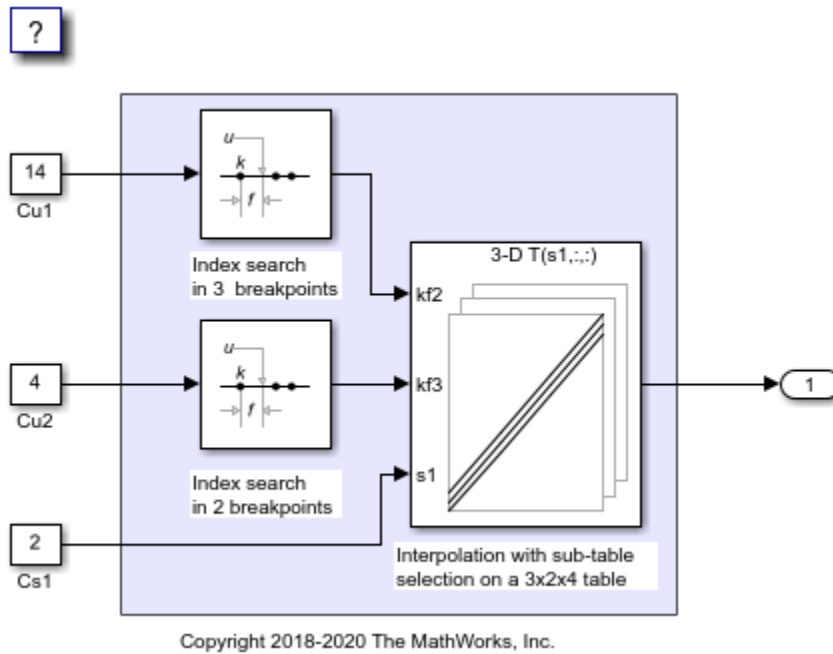 ?
14
Cu1
u
k
f
Index search
in 3 breakpoints
3-D T(s1,:,:)
kf2
4
Cu2
u
k
f
kf3
1
Index search
in 2 breakpoints
s1
2
Cs1
Interpolation with sub-table
selection on a 3x2x4 table
Copyright 2018-2020 The MathWorks, Inc.